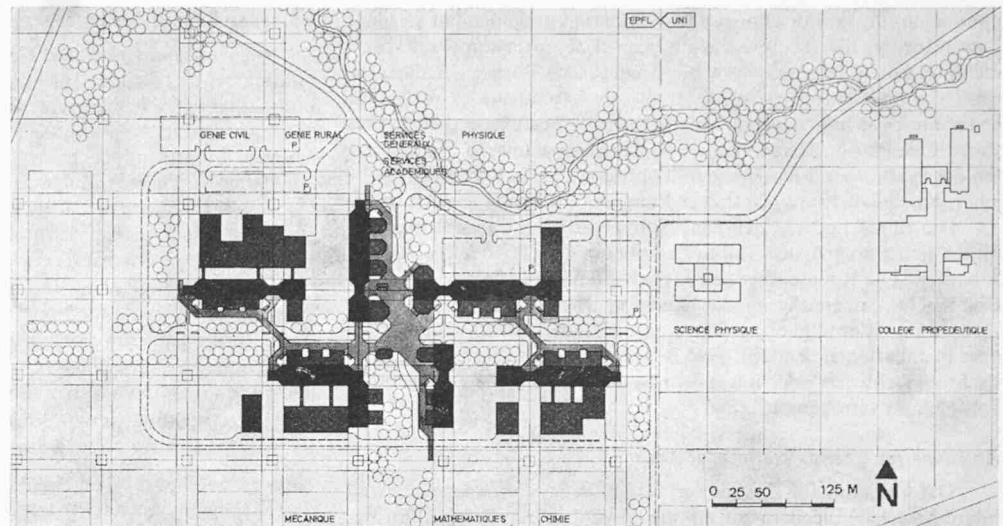 EPFL UNI
GENIE CIVIL
GENIE RURAL
SERVICES
GENERAUX
SERVICES
ACADEMIQUES
PHYSIQUE
P
P
P
P
SCIENCE PHYSIQUE
COLLEGE PROPEDEUTIQUE
MECANIQUE
MATHEMATIQUES
CHIMIE
0 25 50 125 M
N